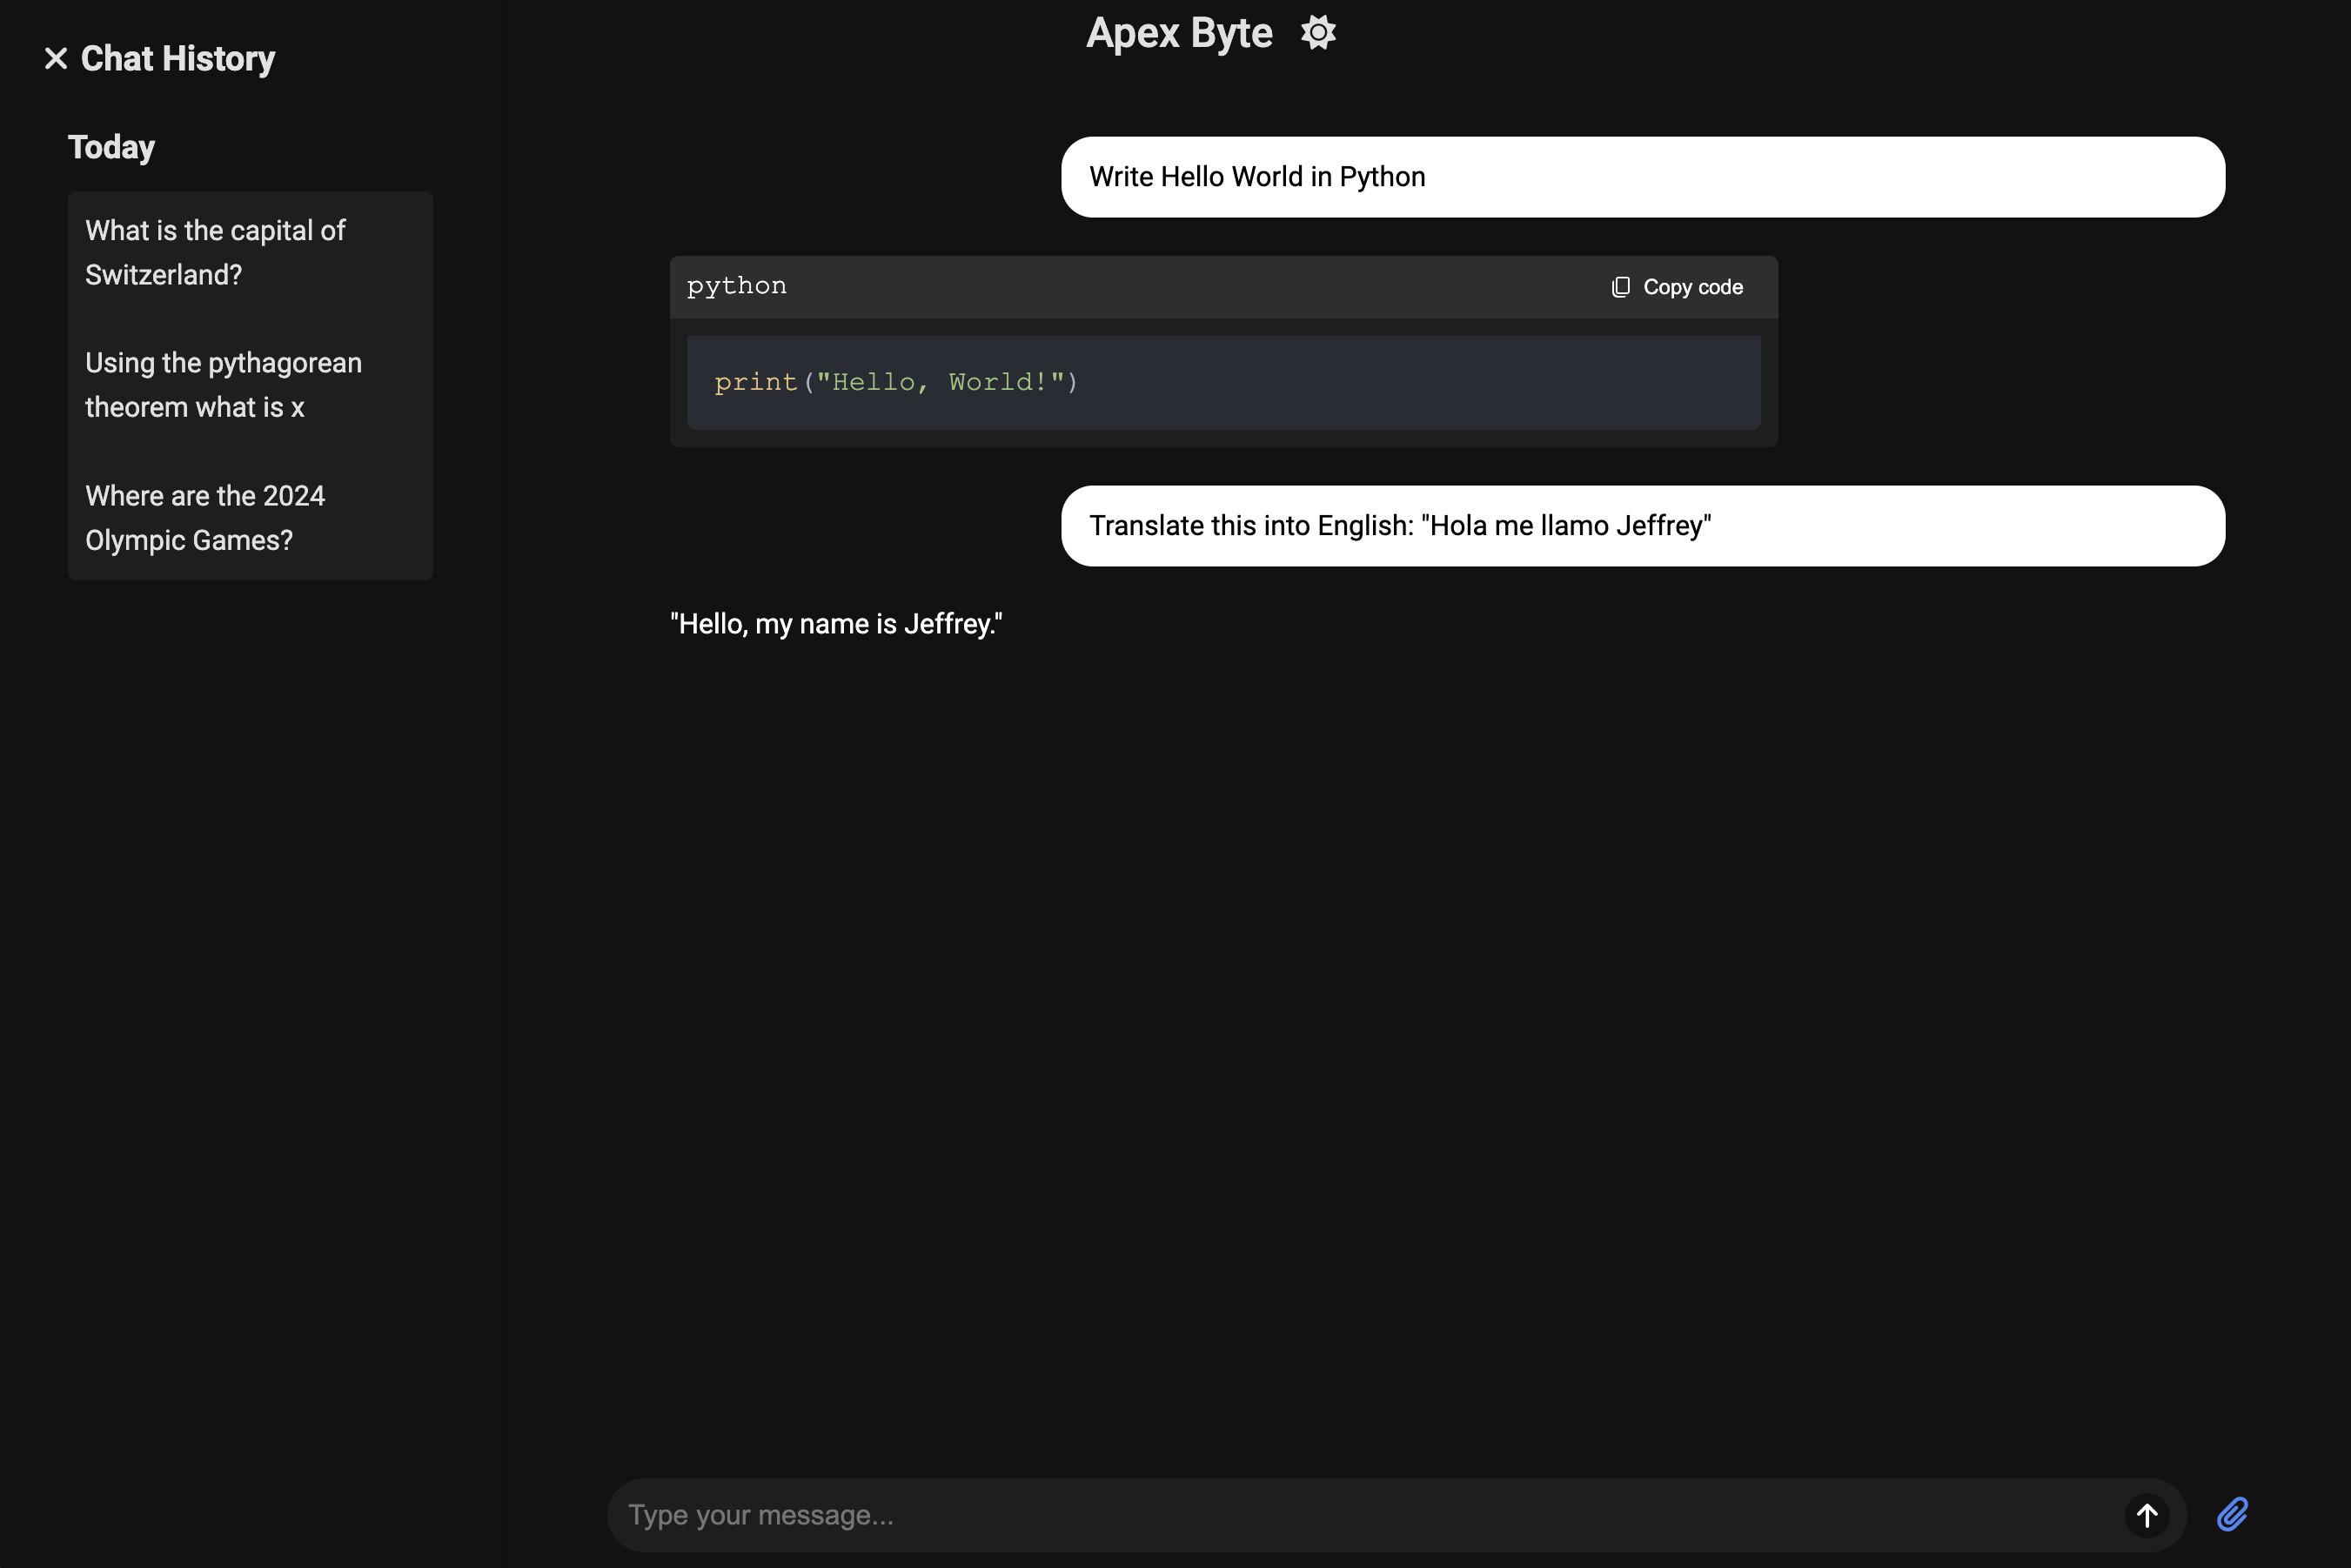 Chat History
Today
What is the capital of
Switzerland?
Using the pythagorean
theorem what is x
Where are the 2024
Olympic Games?
Apex Byte
Write Hello World in Python
python
Copy code
print("Hello, World!")
Translate this into English: "Hola me llamo Jeffrey"
"Hello, my name is Jeffrey."
Type your message...